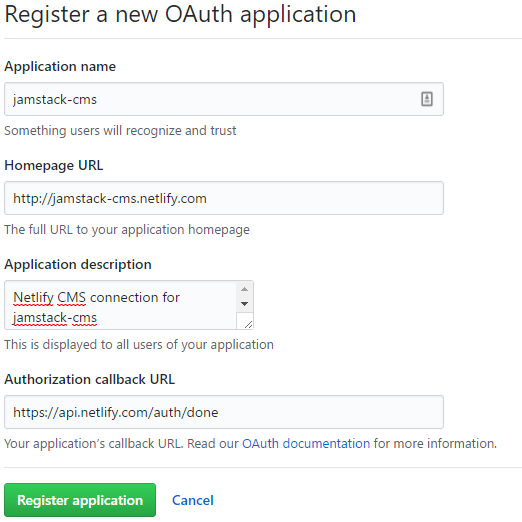 Register a new OAuth application
Application name
jamstack-cms
Something users will recognize and trust
Homepage URL
http://jamstack-cms.netlify.com
The full URL to your application homepage
Application description
Netlify CMS connection for
jamstack-cms
This is displayed to all users of your application
Authorization callback URL
https://api.netlify.com/auth/done
Your application's callback URL. Read our OAuth documentation for more information.
Register application Cancel